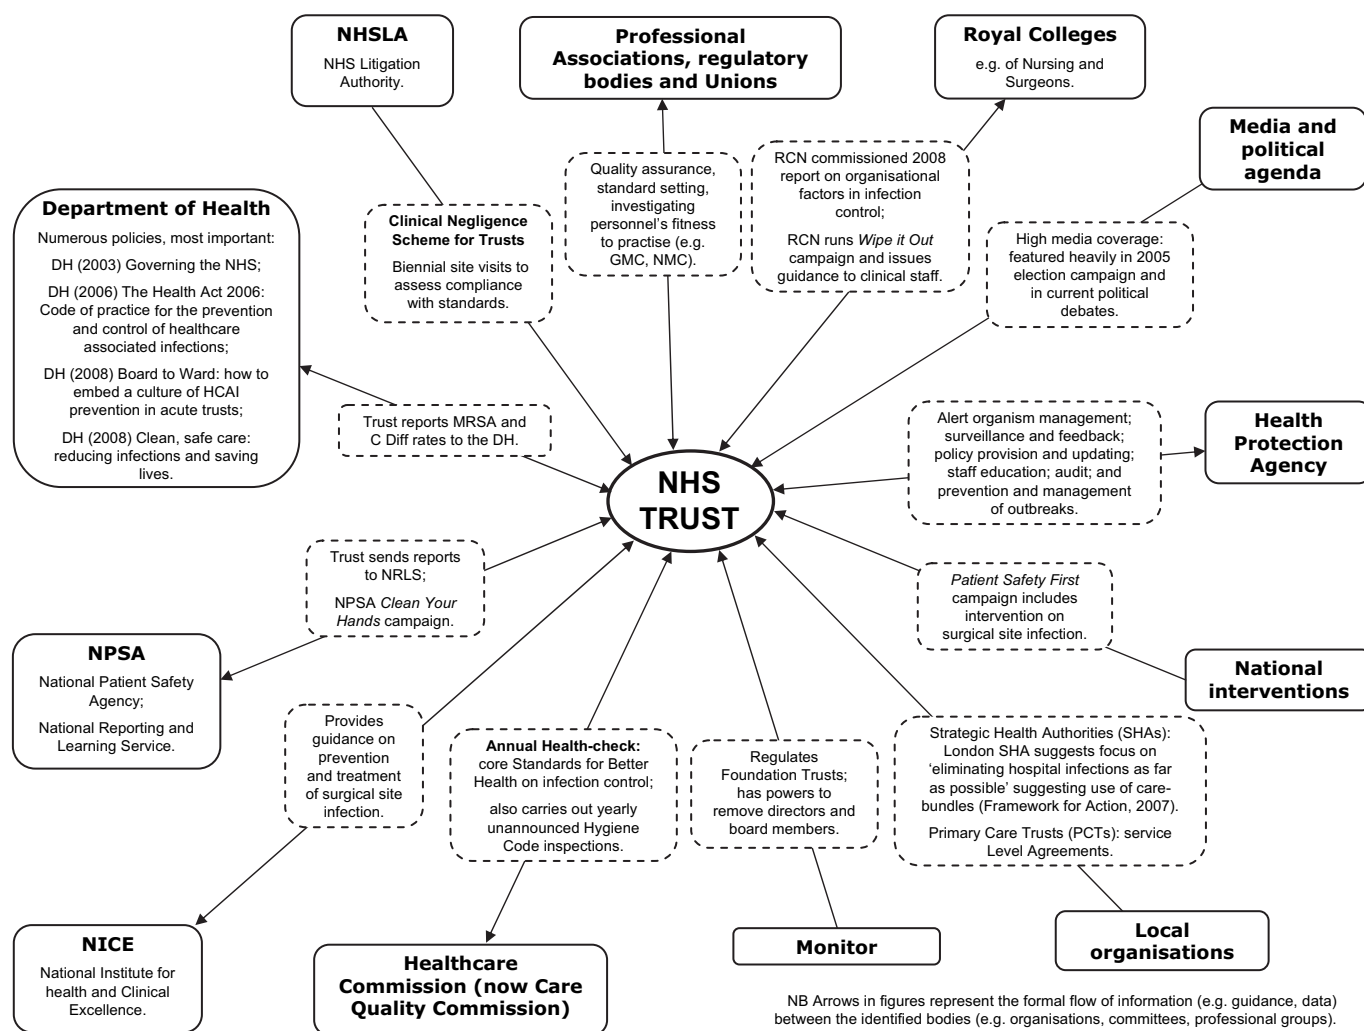 NHSLA
NHS Litigation
Authority.
Professional
Associations, regulatory
bodies and Unions
Royal Colleges
e.g. of Nursing and
Surgeons.
Media and
political
agenda
Department of Health
Numerous policies, most important:
DH (2003) Governing the NHS;
DH (2006) The Health Act 2006:
Code of practice for the prevention
and control of healthcare
associated infections;
DH (2008) Board to Ward: how to
embed a culture of HCAI
prevention in acute trusts;
DH (2008) Clean, safe care:
reducing infections and saving
lives.
Clinical Negligence
Scheme for Trusts
Biennial site visits to
assess compliance
with standards.
Quality assurance,
standard setting,
investigating
personnel's fitness
to practise (e.g.
GMC, NMC).
RCN commissioned 2008
report on organisational
factors in infection
control;
RCN runs Wipe it Out
campaign and issues
guidance to clinical staff.
High media coverage:
featured heavily in 2005
election campaign and
in current political
debates.
Trust reports MRSA and
C Diff rates to the DH.
Alert organism management;
surveillance and feedback;
policy provision and updating;
staff education; audit; and
prevention and management
of outbreaks.
Health
Protection
Agency
NHS
TRUST
Trust sends reports
to NRLS;
NPSA Clean Your
Hands campaign.
Patient Safety First
campaign includes
intervention on
surgical site infection.
NPSA
National Patient Safety
Agency;
National Reporting and
Learning Service.
National
interventions
Provides
guidance on
prevention
and treatment
of surgical site
infection.
Annual Health-check:
core Standards for Better
Health on infection control;
also carries out yearly
unannounced Hygiene
Code inspections.
Regulates
Foundation Trusts;
has powers to
remove directors and
board members.
Strategic Health Authorities (SHAs):
London SHA suggests focus on
'eliminating hospital infections as far
as possible' suggesting use of care-
bundles (Framework for Action, 2007).
Primary Care Trusts (PCTs): service
Level Agreements.
NICE
National Institute for
health and Clinical
Excellence.
Healthcare
Commission (now Care
Quality Commission)
Monitor
Local
organisations
NB Arrows in figures represent the formal flow of information (e.g. guidance, data)
between the identified bodies (e.g. organisations, committees, professional groups).